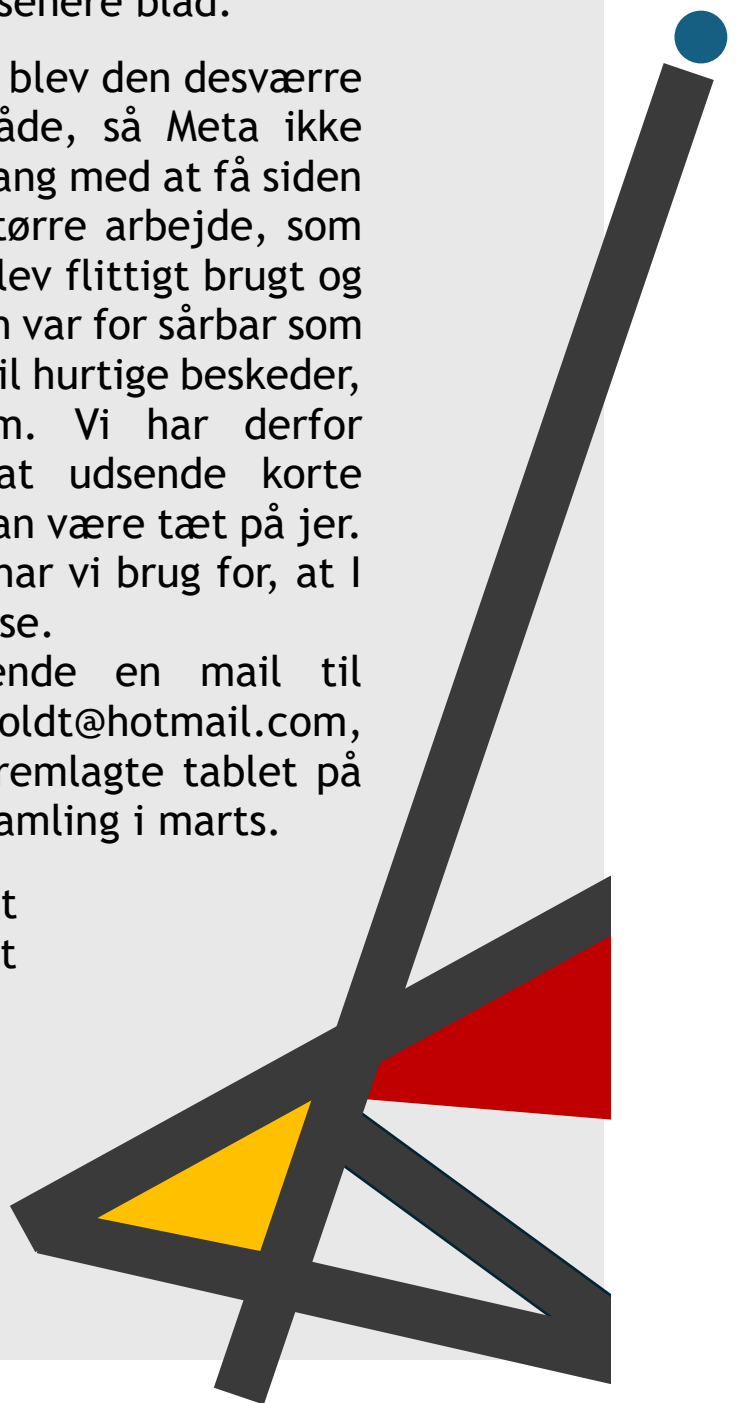 senere blad.
blev den desværre
åde, så Meta ikke
ang med at få siden
tørre arbejde, som
lev flittigt brugt og
var for sårbar som
il hurtige beskeder,
m. Vi har derfor
at udsende korte
an være tæt på jer.
har vi brug for, at I
se.
ende en mail til
oldt@hotmail.com,
remlagte tablet på
amling i marts.
t
t